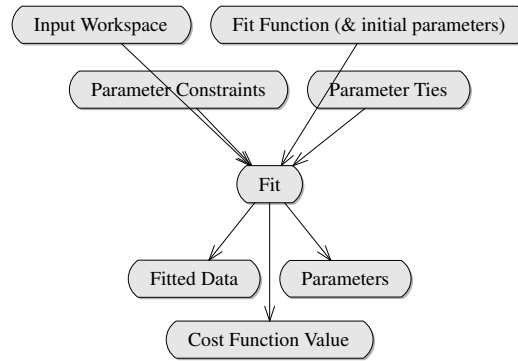 Input Workspace
Fit Function (& initial parameters)
Parameter Constraints
Parameter Ties
Fit
Fitted Data
Parameters
Cost Function Value